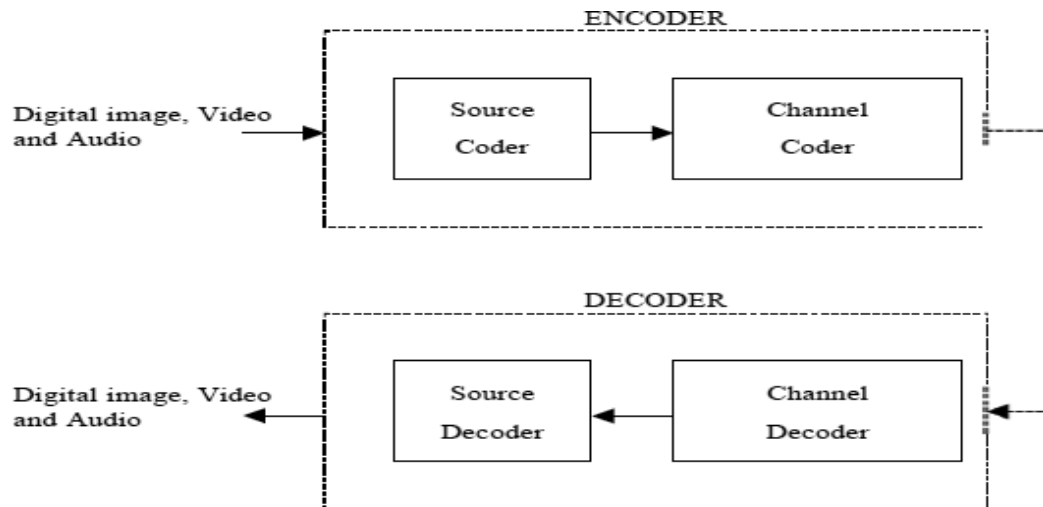 ENCODER
Digital image, Video
and Audio
Source
Coder
Channel
Coder
DECODER
Digital image, Video
and Audio
Source
Decoder
Channel
Decoder